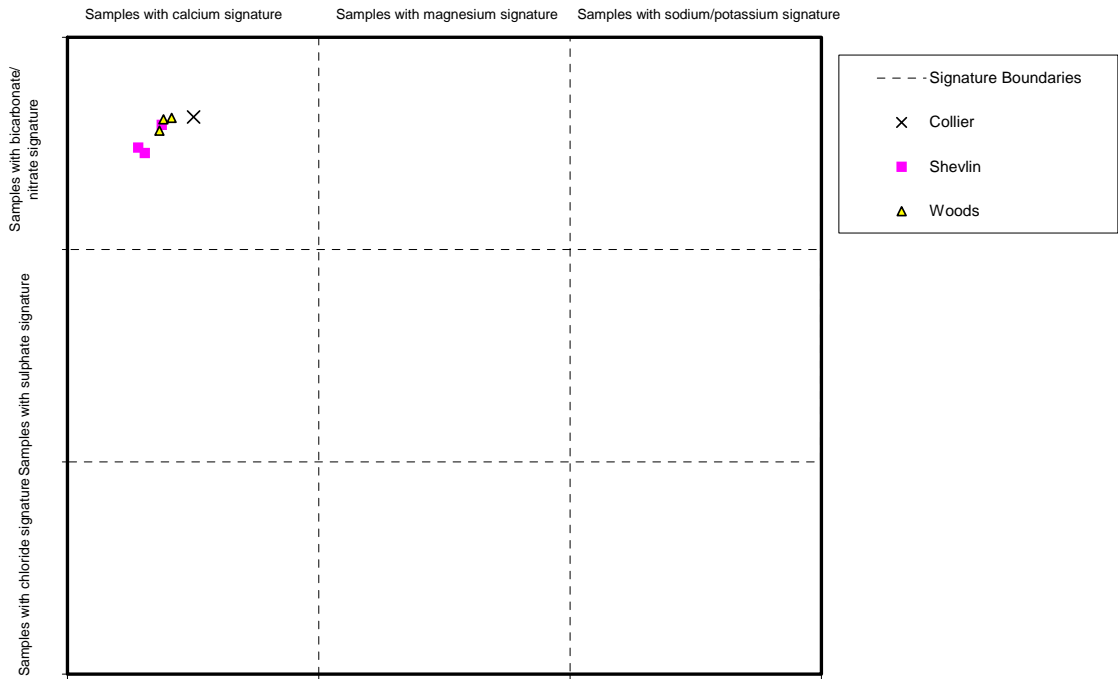 Samples with calcium signature
Samples with magnesium signature
Samples with sodium/potassium signature
Samples with bicarbonate/
nitrate signature
Samples with sulphate signature
Samples with chloride signature
Signature Boundaries
Collier
Shevlin
Woods